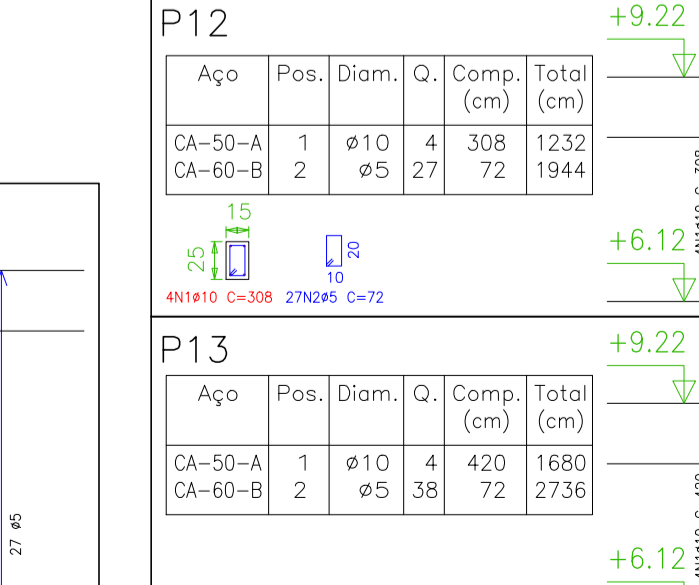 P12
+9.22
Aço Pos. Diam. Q. Comp. (cm) Total (cm)
CA-50-A 1 ø10 4 308 1232
CA-60-B 2 ø5 27 72 1944
15
25
20
10
4N1ø10 C=308 27N2ø5 C=72
+6.12
P13
+9.22
Aço Pos. Diam. Q. Comp. (cm) Total (cm)
CA-50-A 1 ø10 4 420 1680
CA-60-B 2 ø5 38 72 2736
+6.12
27 ø5